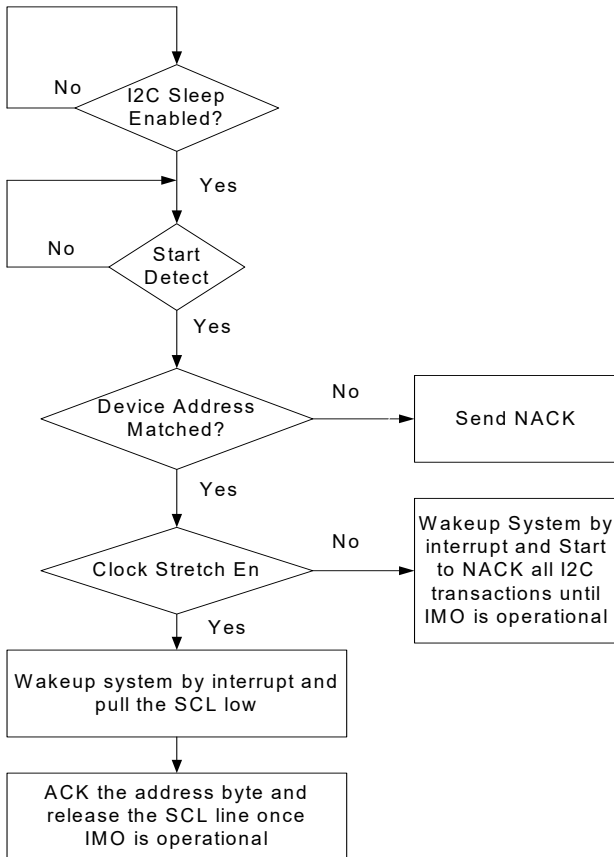 No
I2C Sleep
Enabled?
Yes
No
Start
Detect
Yes
Device Address
Matched?
No
Send NACK
Yes
Clock Stretch En
No
Wakeup System by
interrupt and Start
to NACK all I2C
transactions until
IMO is operational
Yes
Wakeup system by interrupt and
pull the SCL low
ACK the address byte and
release the SCL line once
IMO is operational